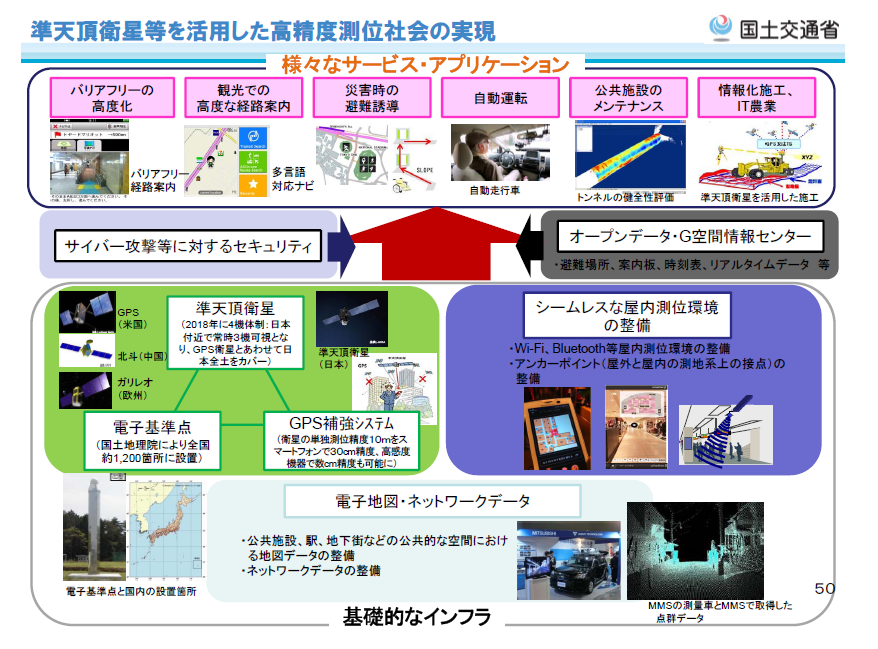 準天頂衛星等を活用した高精度測位社会の実現
国土交通省
様々なサービス・アプリケーション
バリアフリーの
高度化
観光での
高度な経路案内
災害時の
避難誘導
自動運転
公共施設の
メンテナンス
情報化施工、
IT農業
バリアフリー
経路案内
多言語
対応ナビ
SLOPE
自動走行車
トンネルの健全性評価
XYZ
準天頂衛星を活用した施工
サイバー攻撃等に対するセキュリティ
オープンデータ・G空間情報センター
・避難場所、案内板、時刻表、リアルタイムデータ 等
GPS
(米国)
北斗(中国)
ガリレオ
(欧州)
準天頂衛星
(2018年に4機体制:日本
付近で常時3機可視とな
り、GPS衛星とあわせて日
本全土をカバー)
準天頂衛星
(日本)
GPS
電子基準点
(国土地理院により全国
約1,200箇所に設置)
GPS補強システム
(衛星の単独測位精度10mをス
マートフォンで30cm精度、高感度
機器で数cm精度も可能に)
シームレスな屋内測位環境
の整備
・Wi-Fi、Bluetooth等屋内測位環境の整備
・アンカーポイント(屋外と屋内の測地系上の接点)の
整備
電子地図・ネットワークデータ
・公共施設、駅、地下街などの公共的な空間におけ
る地図データの整備
・ネットワークデータの整備
MITSUBISHI
電子基準点と国内の設置箇所
MMSの測量車とMMSで取得した
点群データ
50
基礎的なインフラ